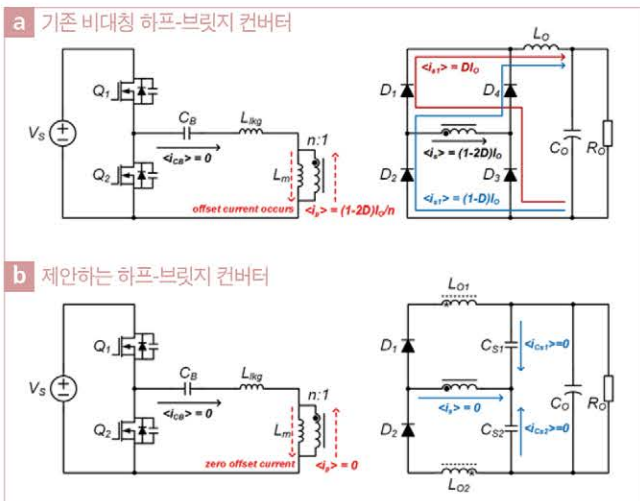 a 기존 비대칭 하프-브릿지 컨버터
Q1
Q2
VS
CB
Llkg
n:1
Lm
<iCB> = 0
offset current occurs
<ip> = (1-2D)IO/n
LO
D1
D4
D2
D3
<is1> = DIO
<is> = (1-2D)IO
<is1> = (1-D)IO
CO
RO
b 제안하는 하프-브릿지 컨버터
Q1
Q2
VS
CB
Llkg
n:1
Lm
<iCB> = 0
zero offset current
<ip> = 0
LO1
D1
D2
CS1
<iCs1>=0
<is> = 0
CS2
<iCs2>=0
CO
RO
LO2